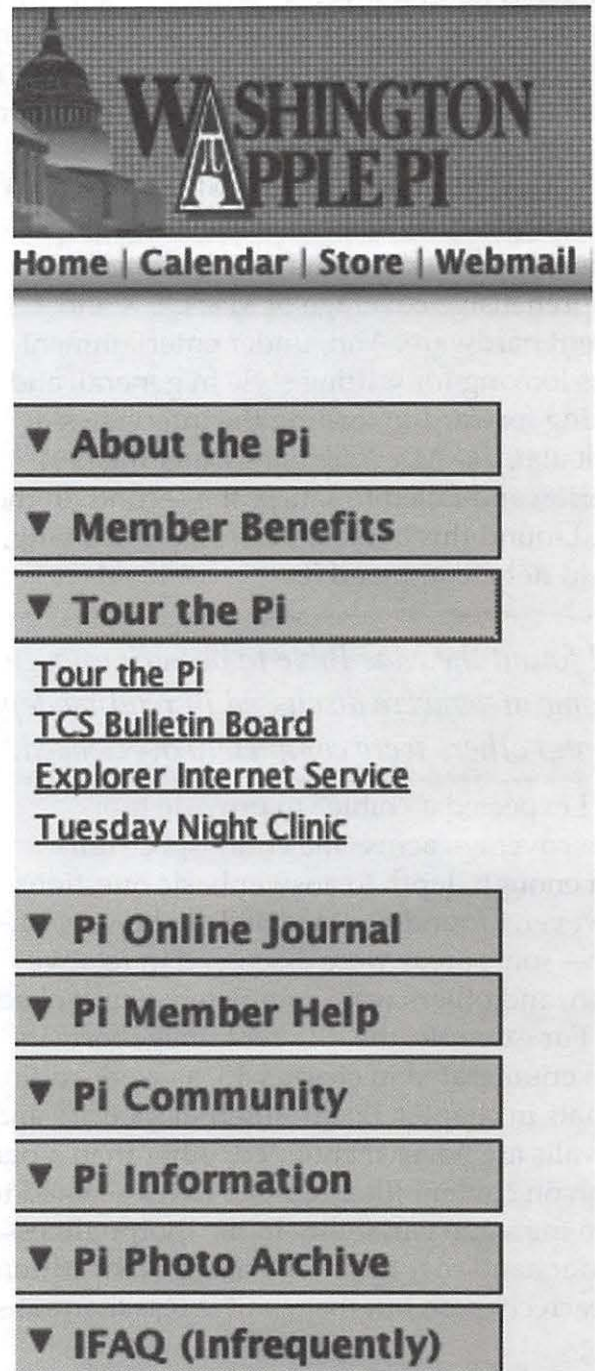 WASHINGTON
APPLE PI
π
Home | Calendar | Store | Webmail |
▼ About the Pi
▼ Member Benefits
▼ Tour the Pi
Tour the Pi
TCS Bulletin Board
Explorer Internet Service
Tuesday Night Clinic
▼ Pi Online Journal
▼ Pi Member Help
▼ Pi Community
▼ Pi Information
▼ Pi Photo Archive
▼ IFAQ (Infrequently)